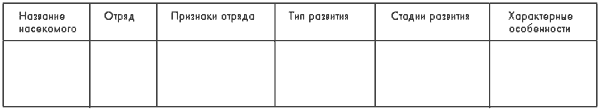 Название насекомого
Отряд
Признаки отряда
Тип развития
Стадии развития
Характерные особенности